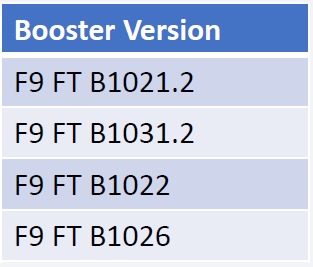 Booster Version
F9 FT B1021.2
F9 FT B1031.2
F9 FT B1022
F9 FT B1026